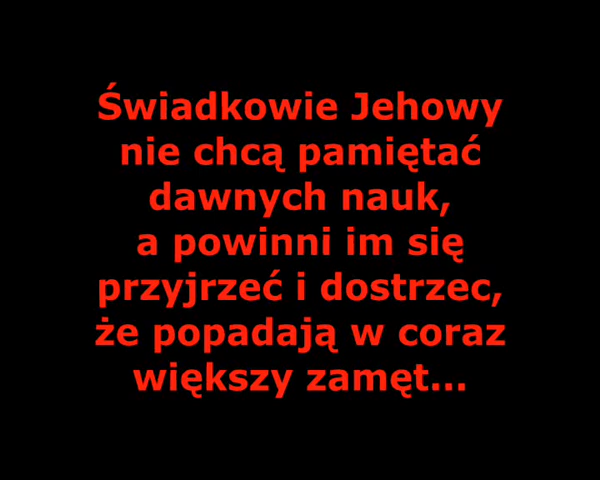 Świadkowie Jehowy
nie chcą pamiętać
dawnych nauk,
a powinni im się
przyjrzeć i dostrzec,
że popadają w coraz
większy zamęt...